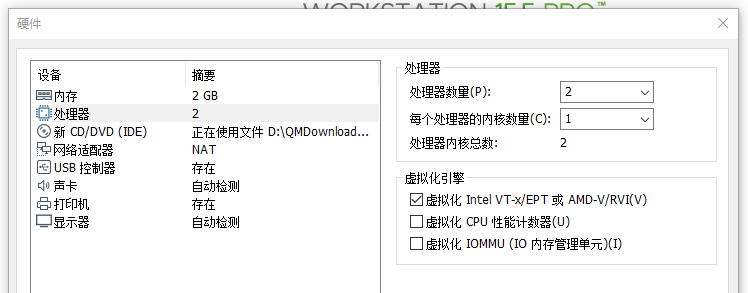 WORKSTATION 15.5 PRO™
硬件
设备 摘要
内存 2 GB
处理器 2
新 CD/DVD (IDE) 正在使用文件 D:\QMDownload...
网络适配器 NAT
USB 控制器 存在
声卡 自动检测
打印机 存在
显示器 自动检测
处理器
处理器数量(P): 2
每个处理器的内核数量(C): 1
处理器内核总数: 2
虚拟化引擎
虚拟化 Intel VT-x/EPT 或 AMD-V/RVI(V)
虚拟化 CPU 性能计数器(U)
虚拟化 IOMMU (IO 内存管理单元)(I)